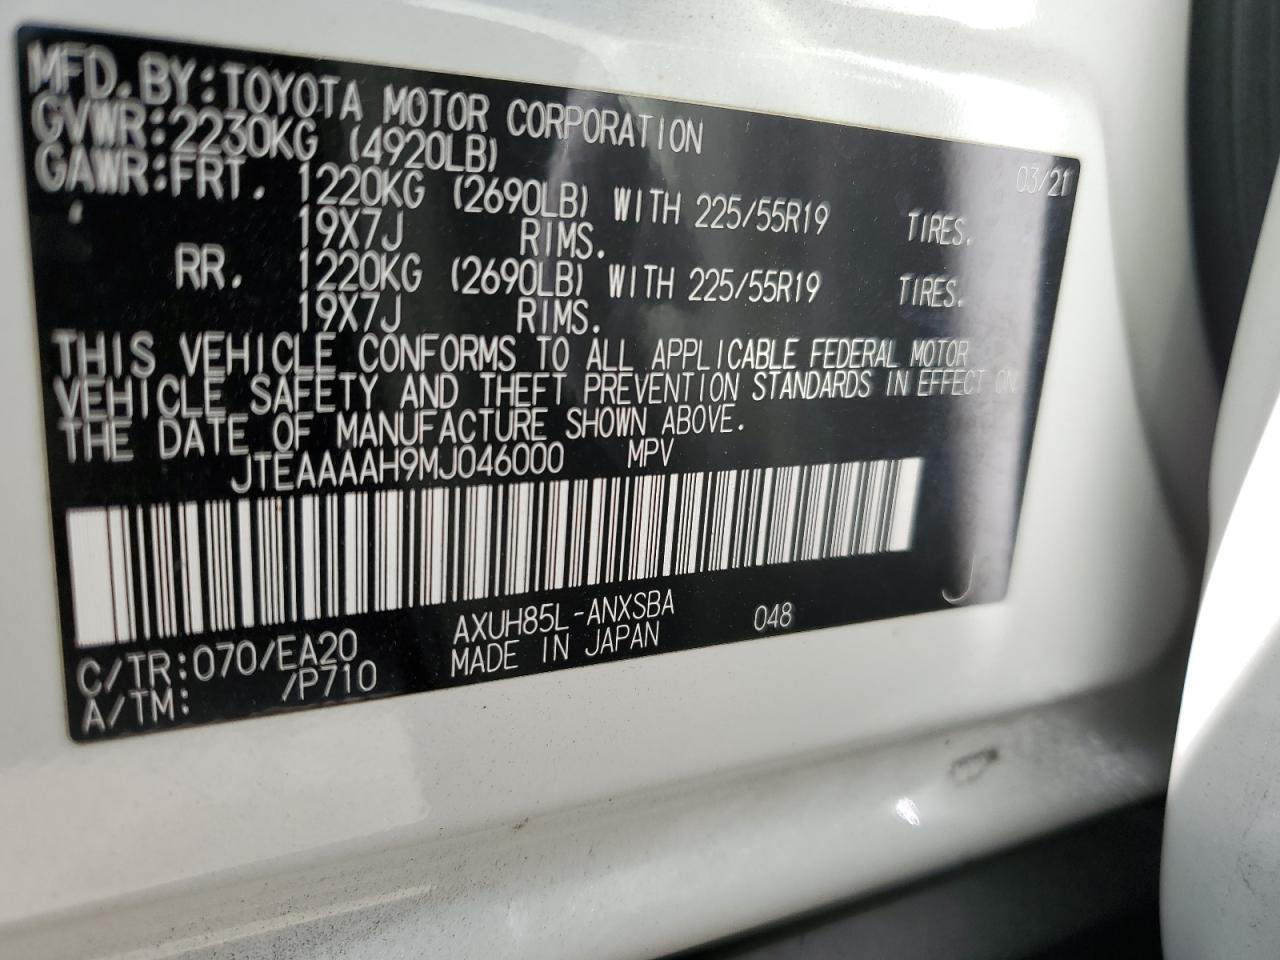 MFD. BY: TOYOTA MOTOR CORPORATION 03/21
GVWR: 2230KG (4920LB)
GAWR: FRT. 1220KG (2690LB) WITH 225/55R19 TIRES.
19X7J RIMS.
RR. 1220KG (2690LB) WITH 225/55R19 TIRES.
19X7J RIMS.
THIS VEHICLE CONFORMS TO ALL APPLICABLE FEDERAL MOTOR
VEHICLE SAFETY AND THEFT PREVENTION STANDARDS IN EFFECT ON
THE DATE OF MANUFACTURE SHOWN ABOVE.
JTEAAAAH9MJ046000 MPV
C/TR: 070/EA20 AXUH85L-ANXSBA 048 J
A/TM: /P710 MADE IN JAPAN